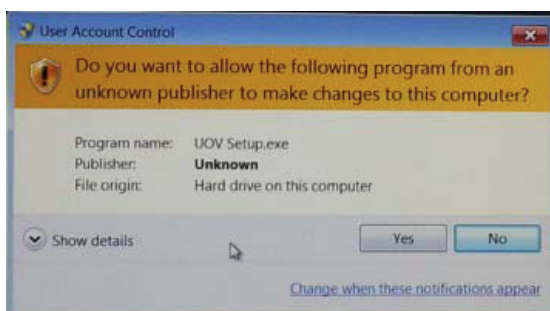 User Account Control
Do you want to allow the following program from an
unknown publisher to make changes to this computer?
Program name: UOV Setup.exe
Publisher: Unknown
File origin: Hard drive on this computer
Show details
Yes
No
Change when these notifications appear